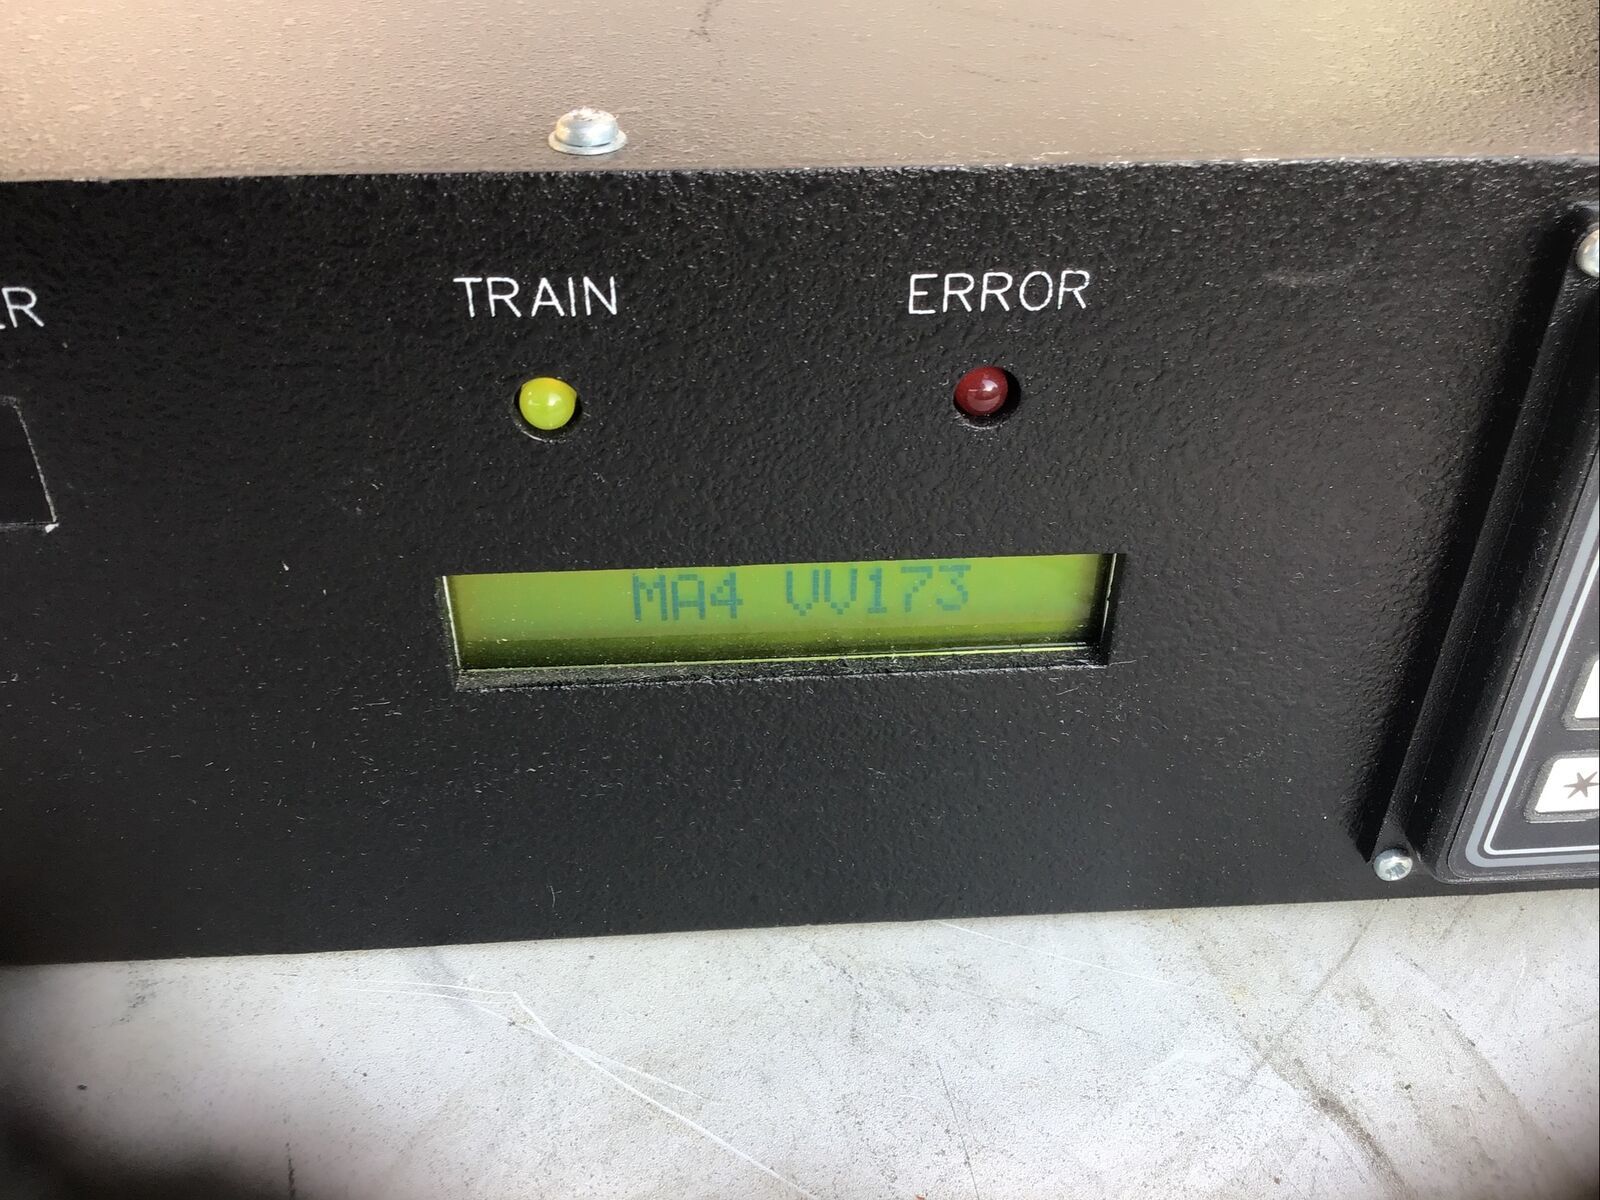 TRAIN
ERROR
MA4 VV173
*